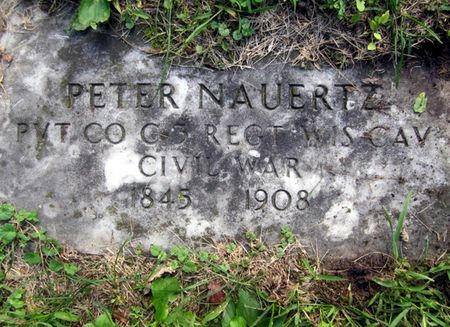 PETER NAUERTZ
PVT CO C 3 REGT WIS CAV
CIVIL WAR
1845 1908